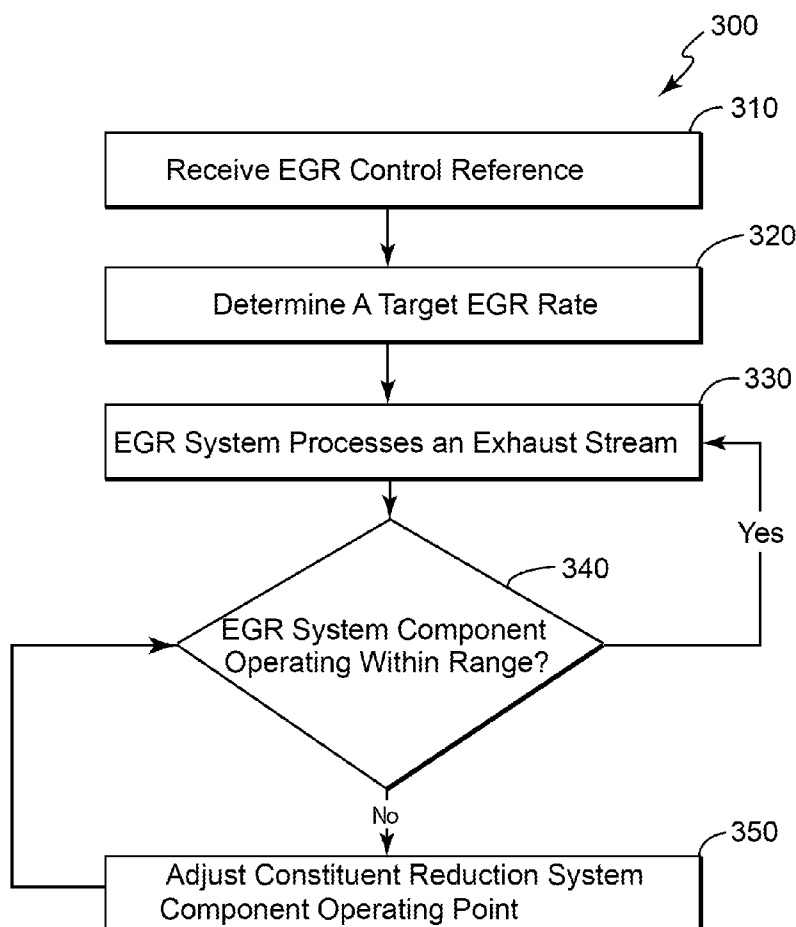 300
310
Receive EGR Control Reference
320
Determine A Target EGR Rate
330
EGR System Processes an Exhaust Stream
Yes
340
EGR System Component
Operating Within Range?
No
350
Adjust Constituent Reduction System
Component Operating Point